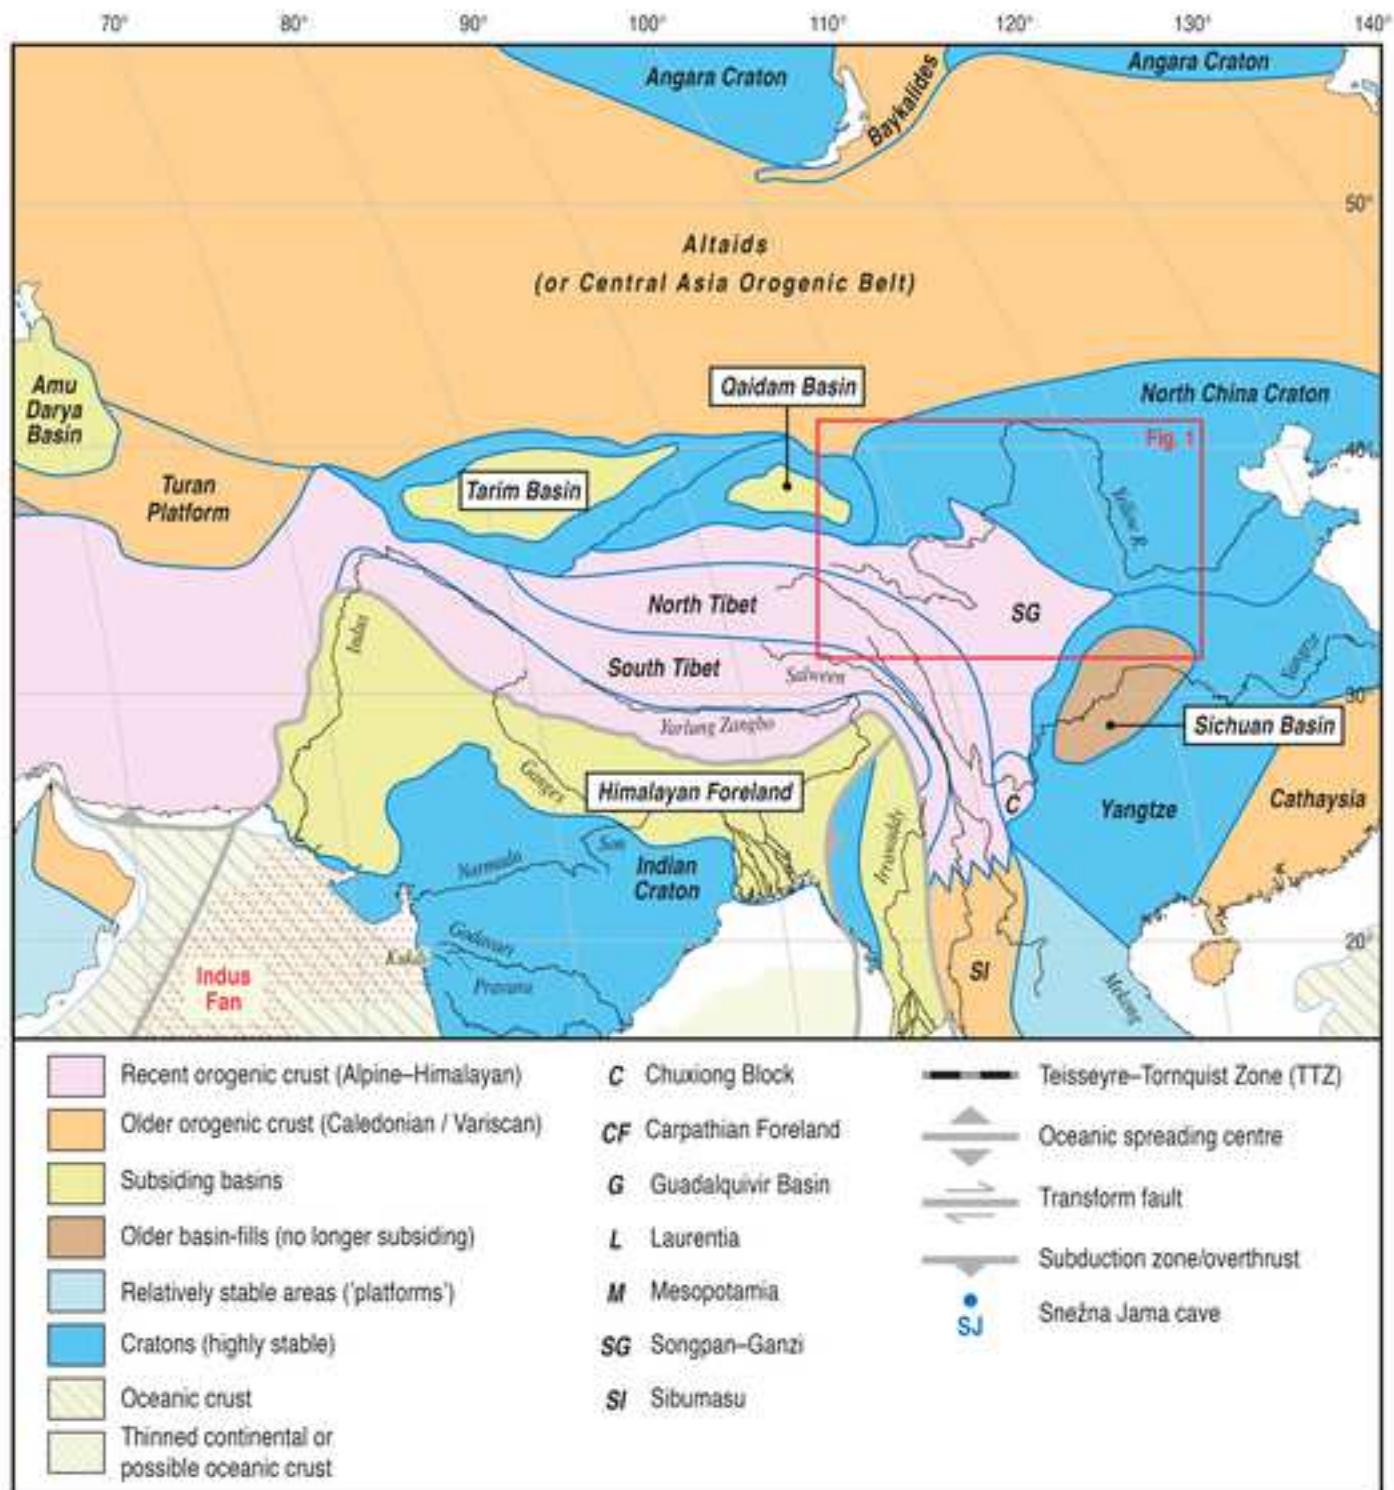 70° 80° 90° 100° 110° 120° 130° 140°
Angara Craton
Baykalides
Angara Craton
50°
Altaids
(or Central Asia Orogenic Belt)
Amu
Darya
Basin
Qaidam Basin
North China Craton
Fig. 1
40°
Turan
Platform
Tarim Basin
Yellow R.
North Tibet
SG
Indus
South Tibet
Salween
Yangtze
30°
Yarlung Zangbo
Sichuan Basin
Ganges
Himalayan Foreland
C
Yangtze
Cathaysia
Irrawaddy
Narmada
Son
Indian
Craton
Godavari
20°
Indus
Fan
Pravara
SI
Mekong
Recent orogenic crust (Alpine–Himalayan)
Older orogenic crust (Caledonian / Variscan)
Subsiding basins
Older basin-fills (no longer subsiding)
Relatively stable areas ('platforms')
Cratons (highly stable)
Oceanic crust
Thinned continental or
possible oceanic crust
C Chuxiong Block
CF Carpathian Foreland
G Guadalquivir Basin
L Laurentia
M Mesopotamia
SG Songpan–Ganzi
SI Sibumasu
Teisseyre–Tornquist Zone (TTZ)
Oceanic spreading centre
Transform fault
Subduction zone/overthrust
SJ Snežna Jama cave